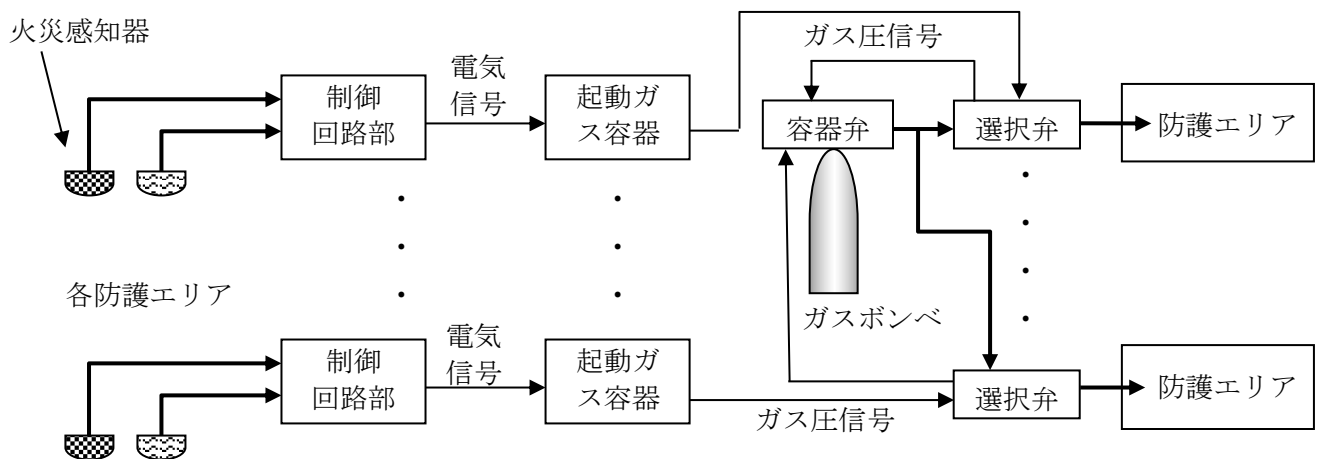 火災感知器
制御
回路部
電気
信号
起動ガ
ス容器
ガス圧信号
容器弁
選択弁
防護エリア
各防護エリア
ガスボンベ
制御
回路部
電気
信号
起動ガ
ス容器
ガス圧信号
選択弁
防護エリア